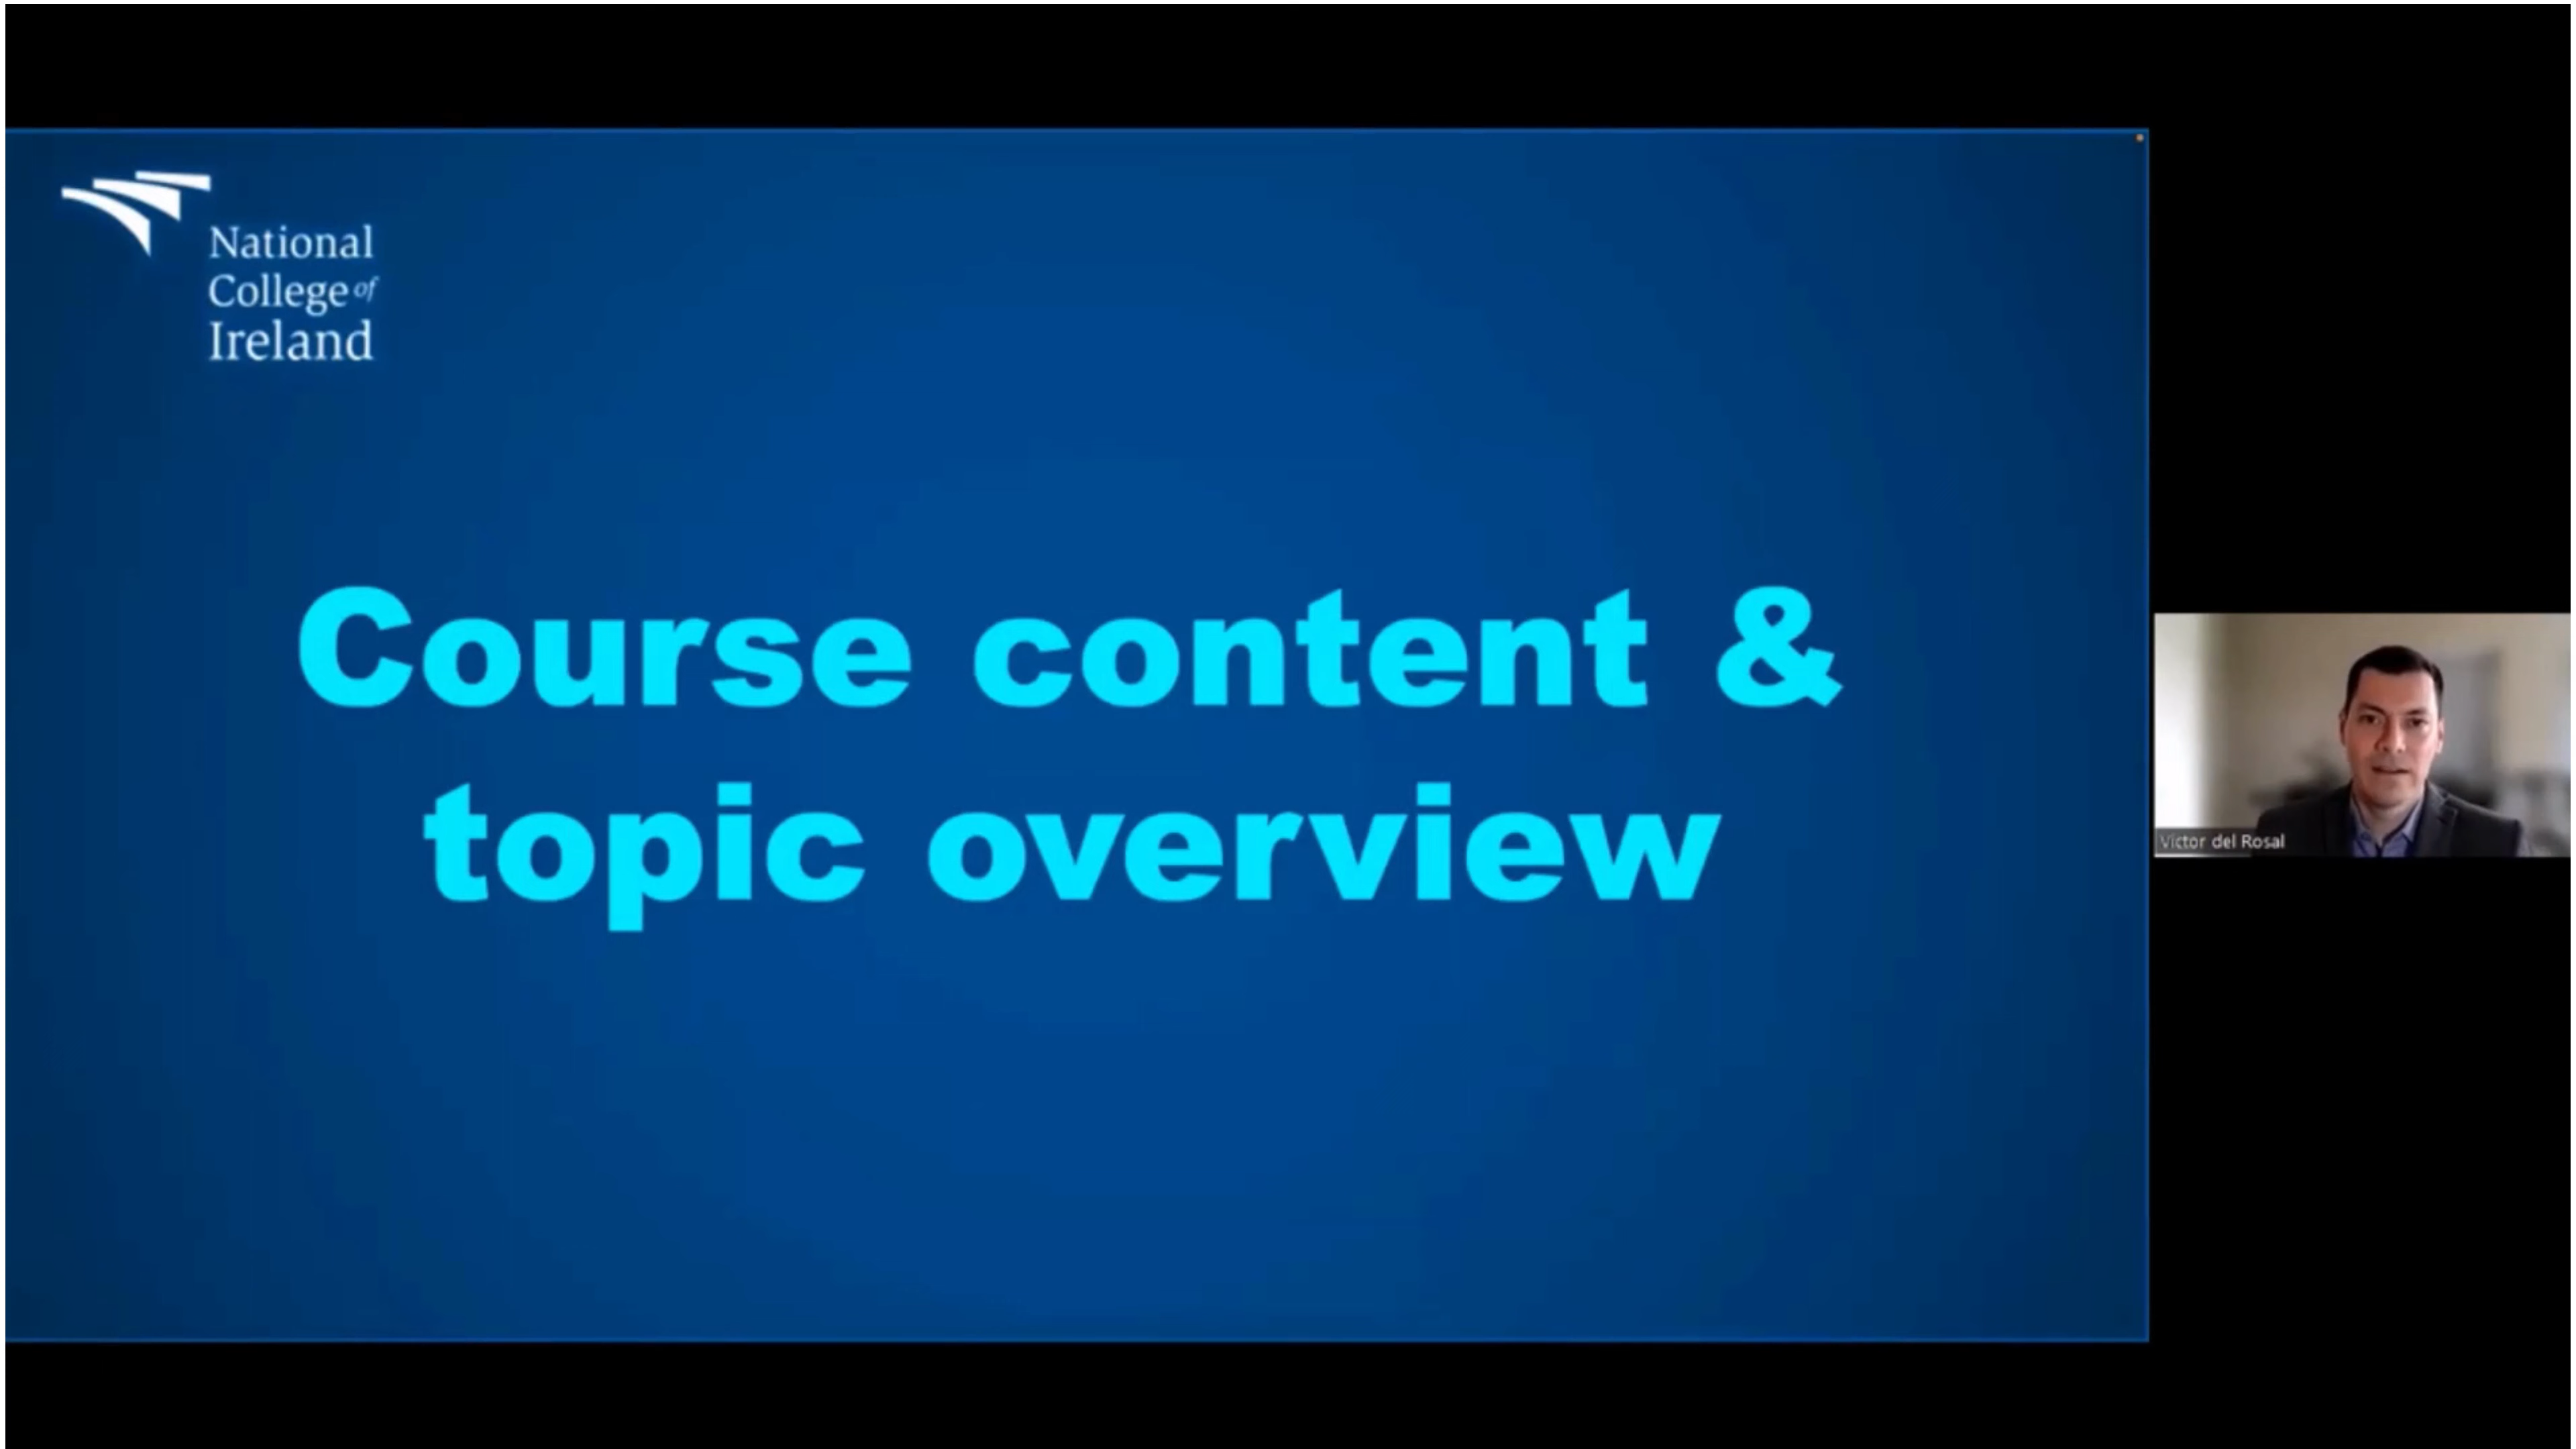 National
College of
Ireland
Course content &
topic overview
Victor del Rosal